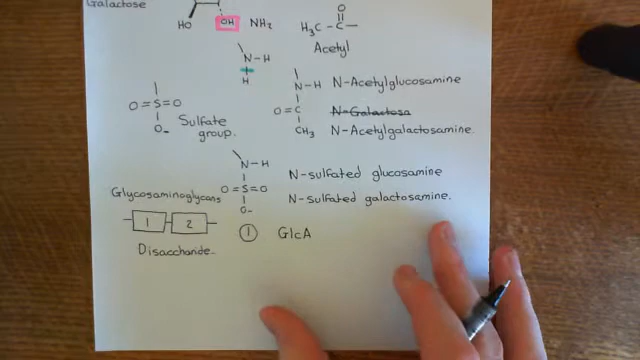 Galactose
HO
OH
NH2
O
H3C – C –
Acetyl
N – H
H
O = S = O
O-
Sulfate
group.
N – H
O = C
CH3
N-Acetylglucosamine
N-Galactosa
N-Acetylgalactosamine.
N – H
O = S = O
O-
N-sulfated glucosamine
N-sulfated galactosamine.
Glycosaminoglycans
1 2
Disaccharide
1 GlcA